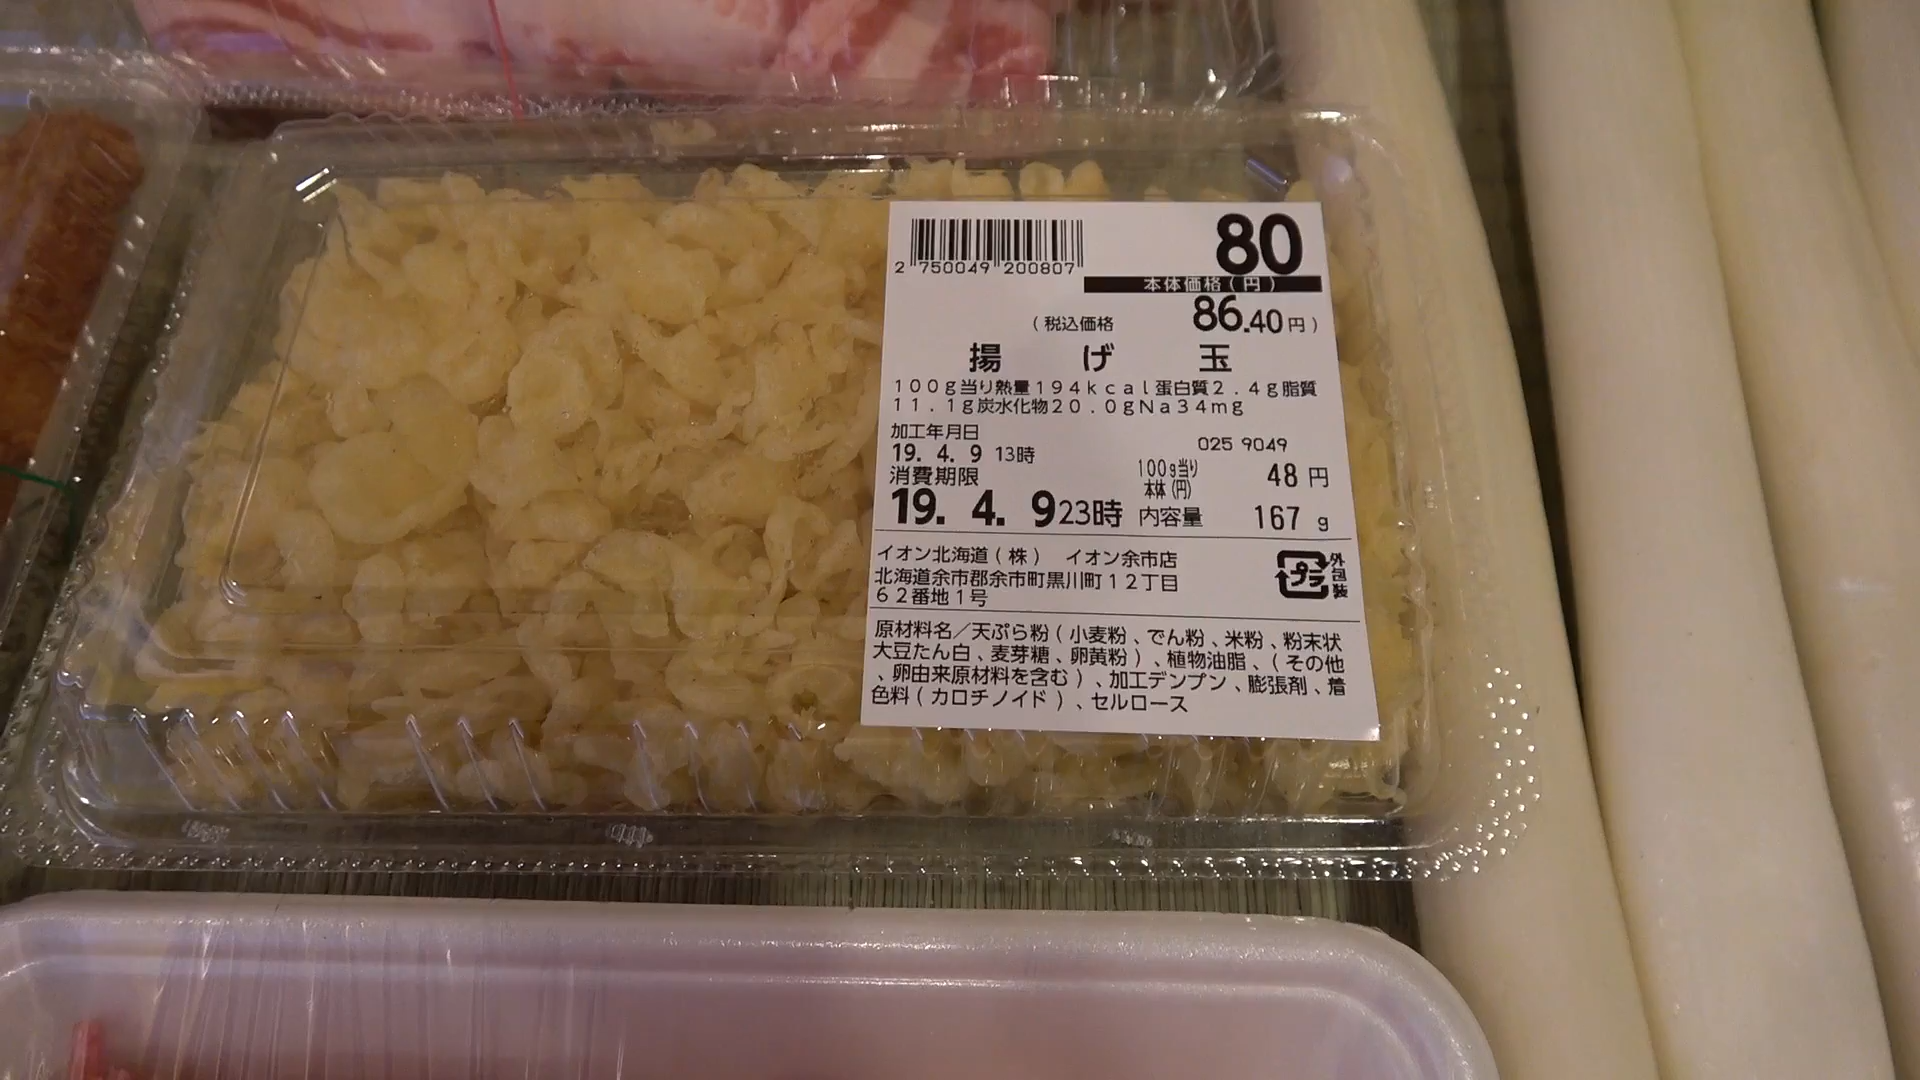 80
2 750049 200807
本体価格(円)
(税込価格 86.40円)
揚げ玉
100g当り熱量194kcal蛋白質2.4g脂質
11.1g炭水化物20.0gNa34mg
加工年月日
025 9049
19. 4. 9 13時
100g当り
本体(円) 48円
消費期限
19. 4. 9 23時 内容量 167g
イオン北海道(株) イオン余市店
北海道余市郡余市町黒川町12丁目
62番地1号
プラ
外包装
原材料名/天ぷら粉(小麦粉、でん粉、米粉、粉末状
大豆たん白、麦芽糖、卵黄粉)、植物油脂、(その他
、卵由来原材料を含む)、加工デンプン、膨張剤、着
色料(カロチノイド)、セルロース